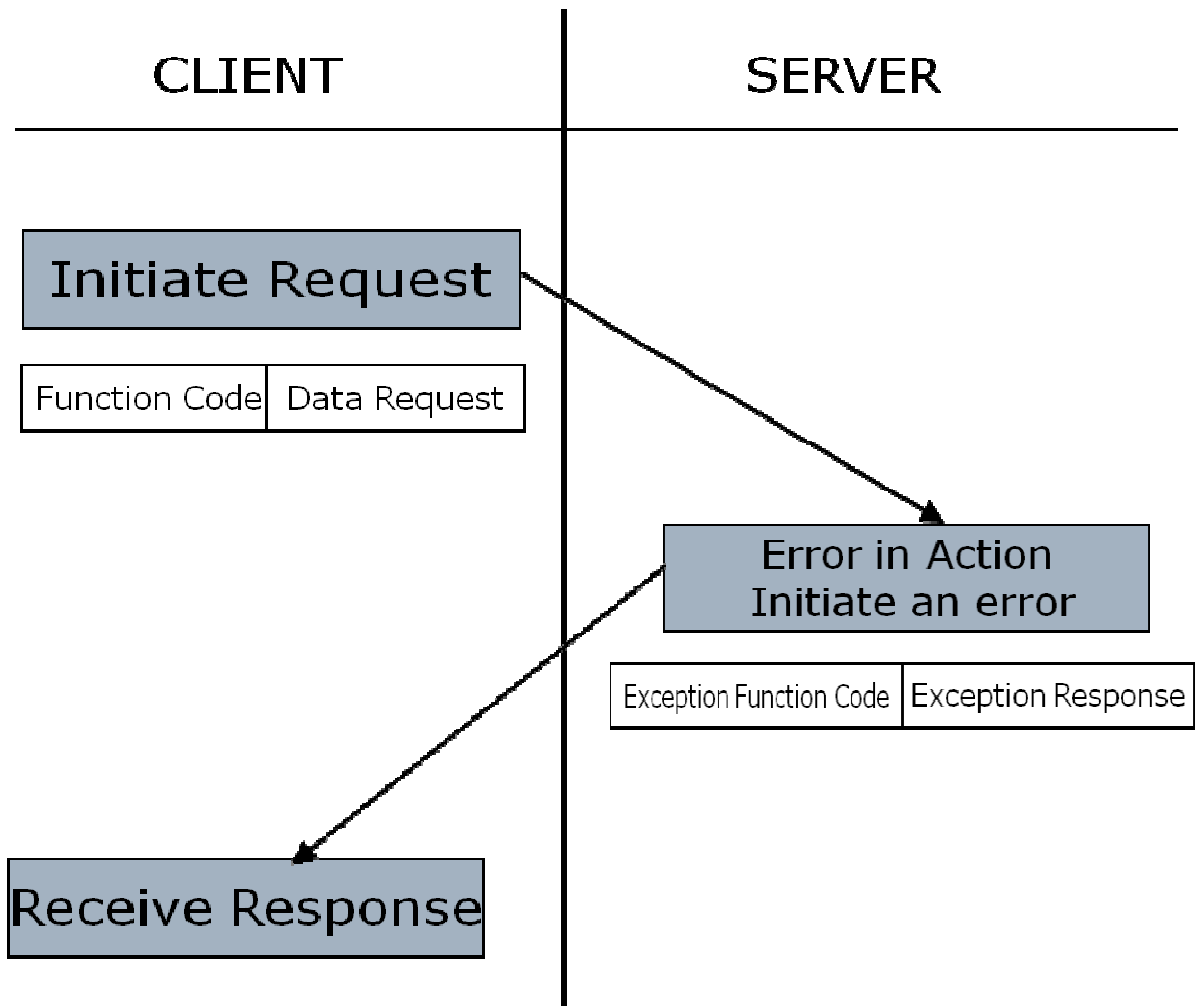 CLIENT
SERVER
Initiate Request
Function Code
Data Request
Error in Action
Initiate an error
Exception Function Code
Exception Response
Receive Response